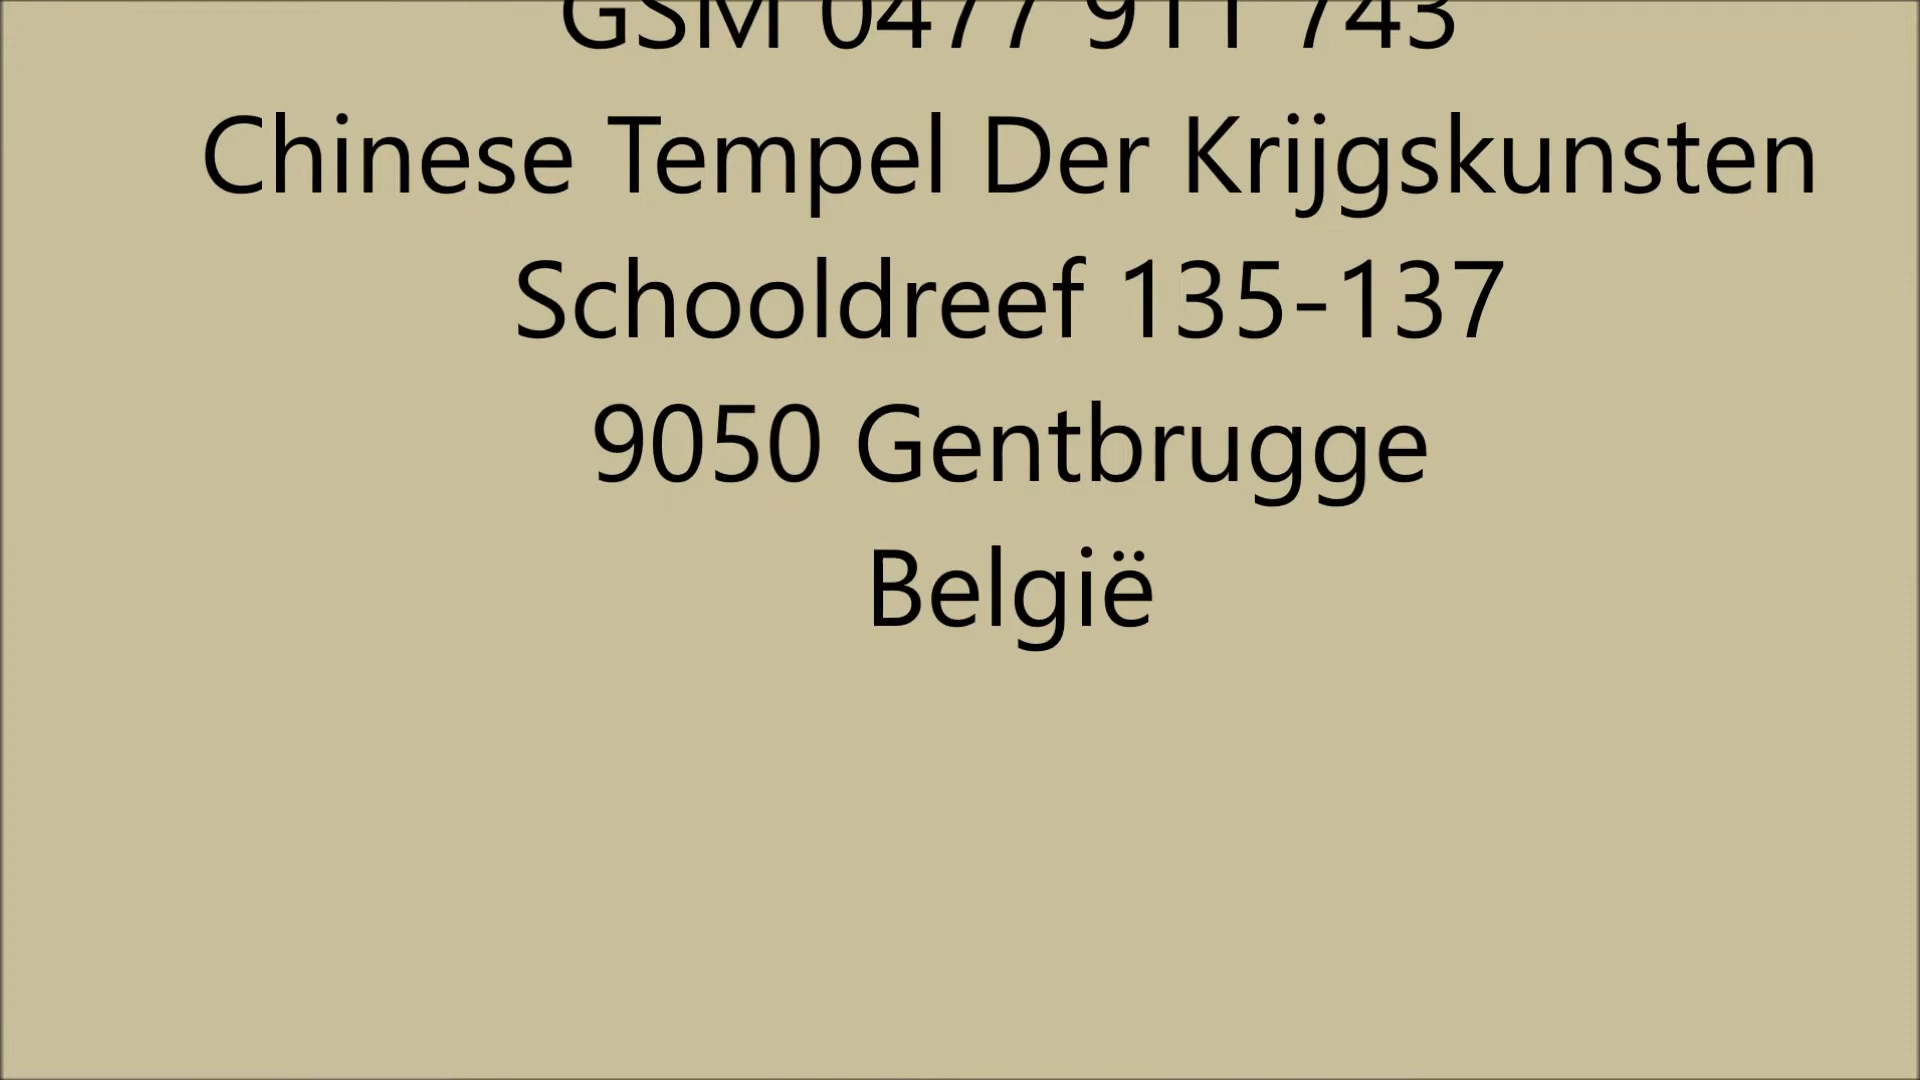 GSM 0477 911 743
Chinese Tempel Der Krijgskunsten
Schooldreef 135-137
9050 Gentbrugge
België